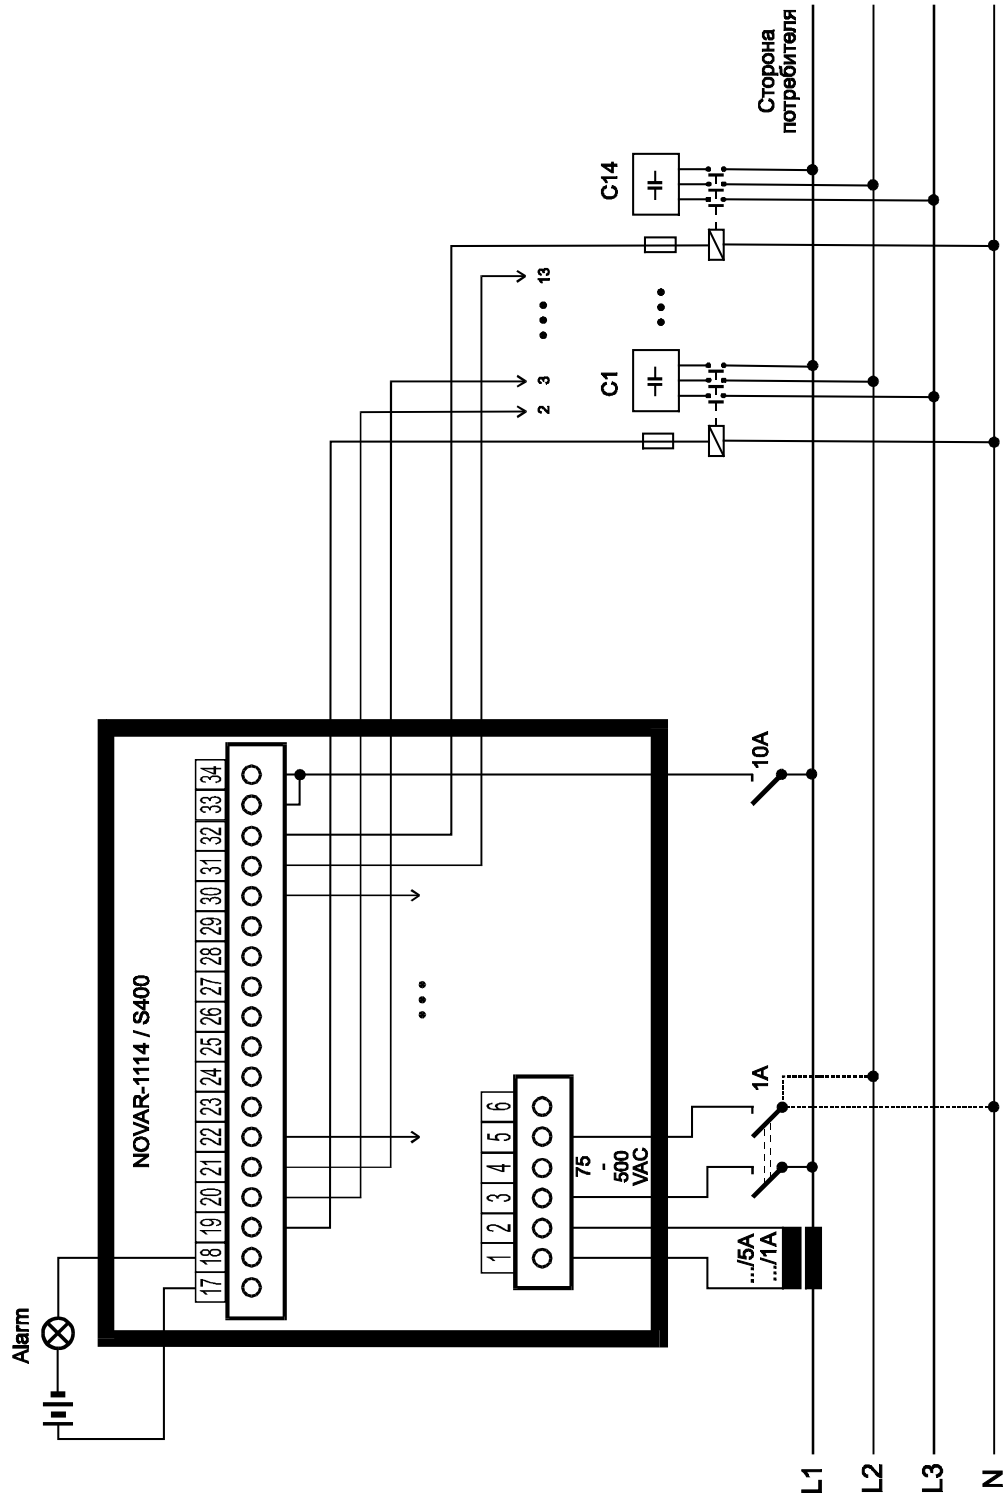 Alarm
NOVAR-1114 / S400
17 18 19 20 21 22 23 24 25 26 27 28 29 30 31 32 33 34
1 2 3 4 5 6
75
-
500
VAC
.../5A
.../1A
1A
10A
2 3 13
C1
C14
Сторона
потребителя
L1
L2
L3
N